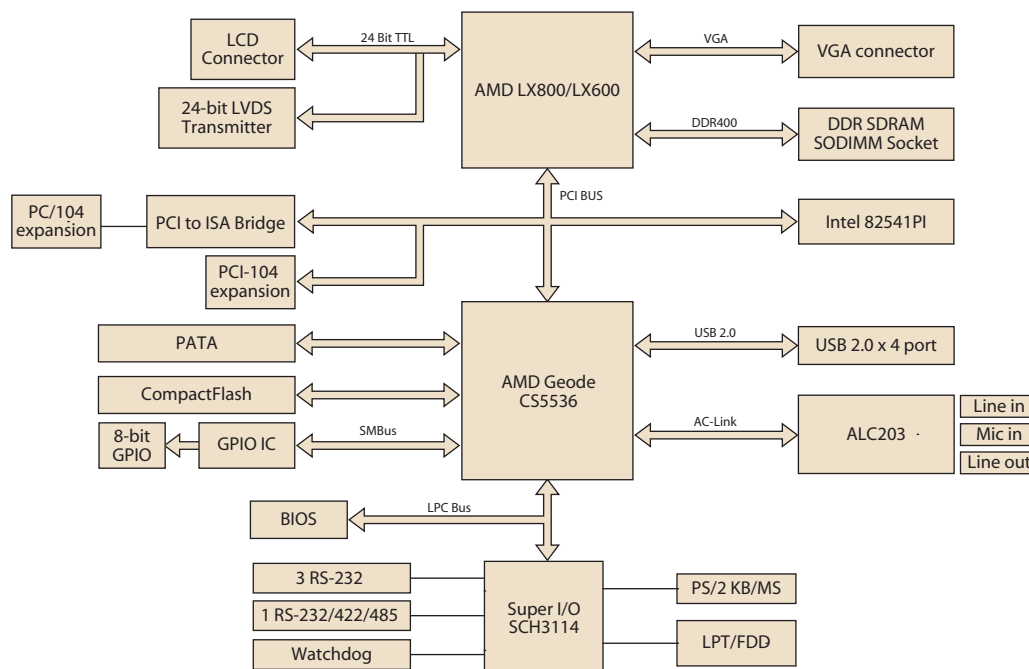 LCD
Connector
24 Bit TTL
AMD LX800/LX600
VGA
VGA connector
24-bit LVDS
Transmitter
DDR400
DDR SDRAM
SODIMM Socket
PCI BUS
PC/104
expansion
PCI to ISA Bridge
Intel 82541PI
PCI-104
expansion
PATA
AMD Geode
CS5536
USB 2.0
USB 2.0 x 4 port
CompactFlash
8-bit
GPIO
GPIO IC
SMBus
AC-Link
ALC203
Line in
Mic in
Line out
BIOS
LPC Bus
3 RS-232
1 RS-232/422/485
Watchdog
Super I/O
SCH3114
PS/2 KB/MS
LPT/FDD